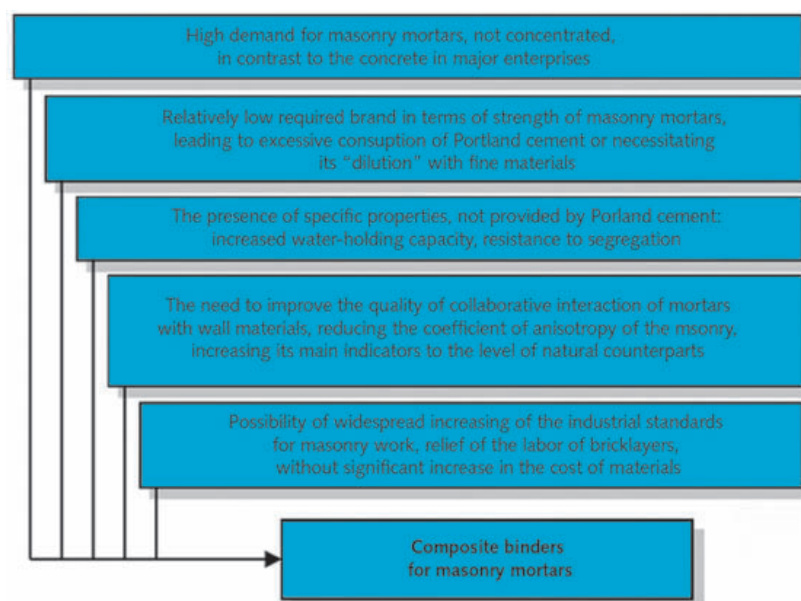 High demand for masonry mortars, not concentrated,
in contrast to the concrete in major enterprises
Relatively low required brand in terms of strength of masonry mortars,
leading to excessive consuption of Portland cement or necessitating
its “dilution” with fine materials
The presence of specific properties, not provided by Porland cement:
increased water-holding capacity, resistance to segregation
The need to improve the quality of collaborative interaction of mortars
with wall materials, reducing the coefficient of anisotropy of the msonry,
increasing its main indicators to the level of natural counterparts
Possibility of widespread increasing of the industrial standards
for masonry work, relief of the labor of bricklayers,
without significant increase in the cost of materials
Composite binders
for masonry mortars